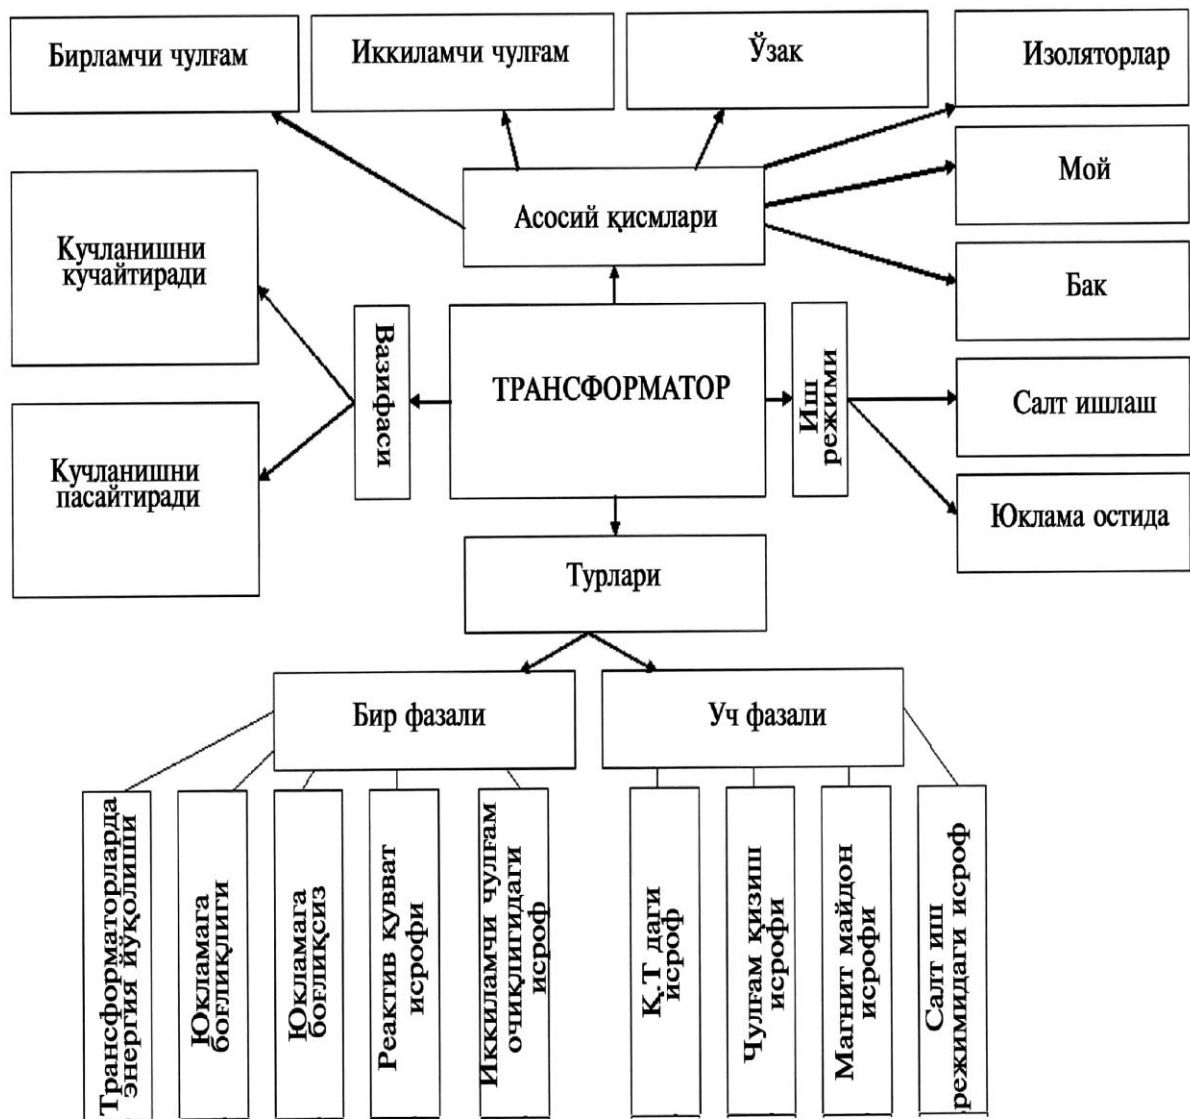 Бирламчи чулғам
Иккиламчи чулғам
Ўзак
Изоляторлар
Мой
Асосий қисмлари
Кучланишни
кучайтиради
Бак
Вазифаси
ТРАНСФОРМАТОР
Иш
режими
Салт ишлаш
Кучланишни
пасайтиради
Юклама остида
Турлари
Бир фазали
Уч фазали
Трансформаторларда
энергия йўқолиши
Юкламага
боғлиқлиги
Юкламага
боғлиқсиз
Реактив қувват
исрофи
Иккиламчи чулғам
очиқлигидаги
исроф
Қ.Т даги
исроф
Чулғам қизиш
исрофи
Магнит майдон
исрофи
Салт иш
режимидаги исроф